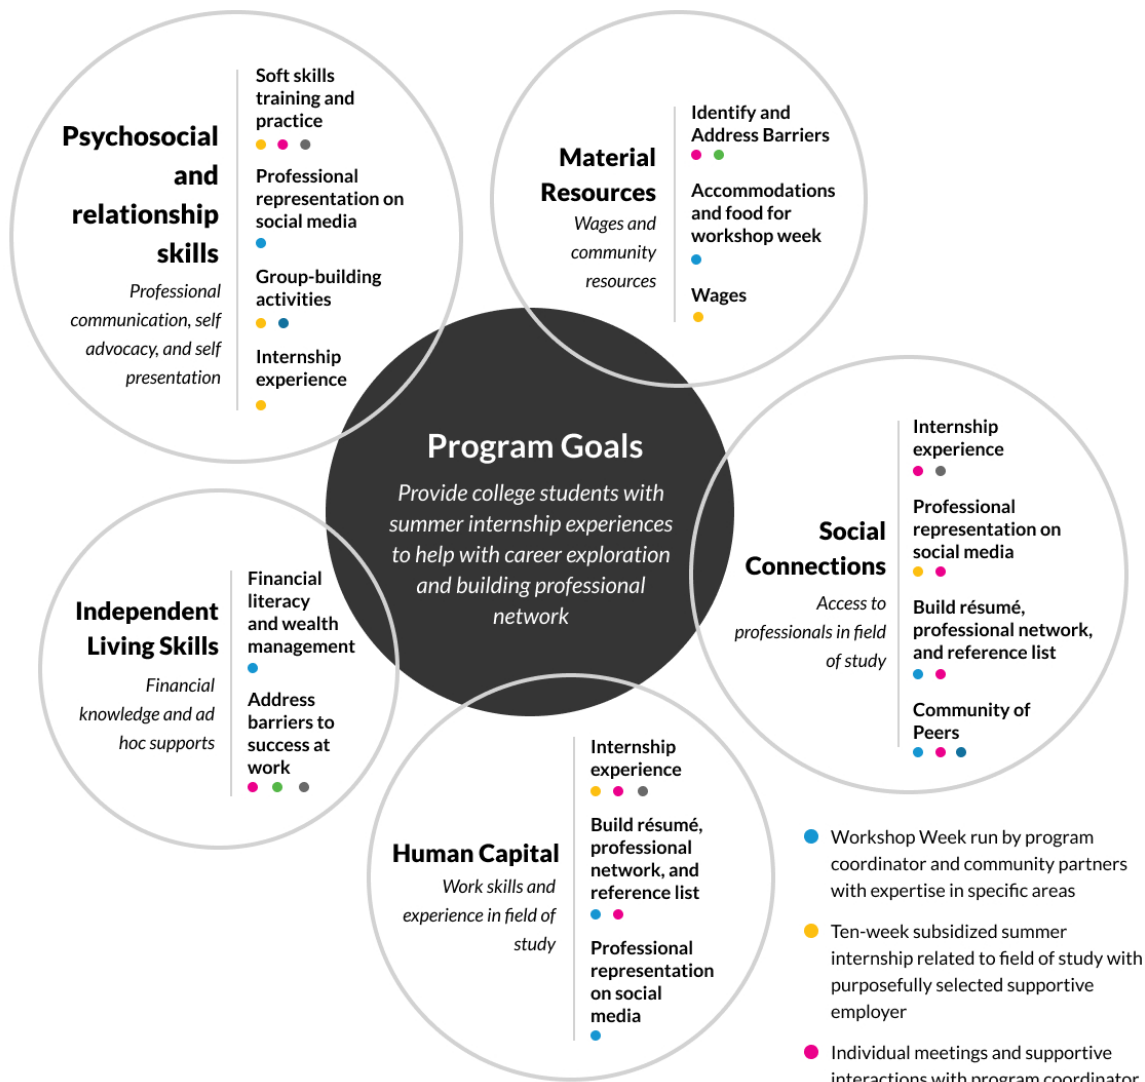 Psychosocial
and
relationship
skills
Professional
communication, self
advocacy, and self
presentation
Soft skills
training and
practice
Professional
representation on
social media
Group-building
activities
Internship
experience
Material
Resources
Wages and
community
resources
Identify and
Address Barriers
Accommodations
and food for
workshop week
Wages
Program Goals
Provide college students with
summer internship experiences
to help with career exploration
and building professional
network
Social
Connections
Access to
professionals in field
of study
Internship
experience
Professional
representation on
social media
Build résumé,
professional network,
and reference list
Community of
Peers
Independent
Living Skills
Financial
knowledge and ad
hoc supports
Financial
literacy
and wealth
management
Address
barriers to
success at
work
Human Capital
Work skills and
experience in field of
study
Internship
experience
Build résumé,
professional
network, and
reference list
Professional
representation
on social
media
Workshop Week run by program
coordinator and community partners
with expertise in specific areas
Ten-week subsidized summer
internship related to field of study with
purposefully selected supportive
employer
Individual meetings and supportive
interactions with program coordinator